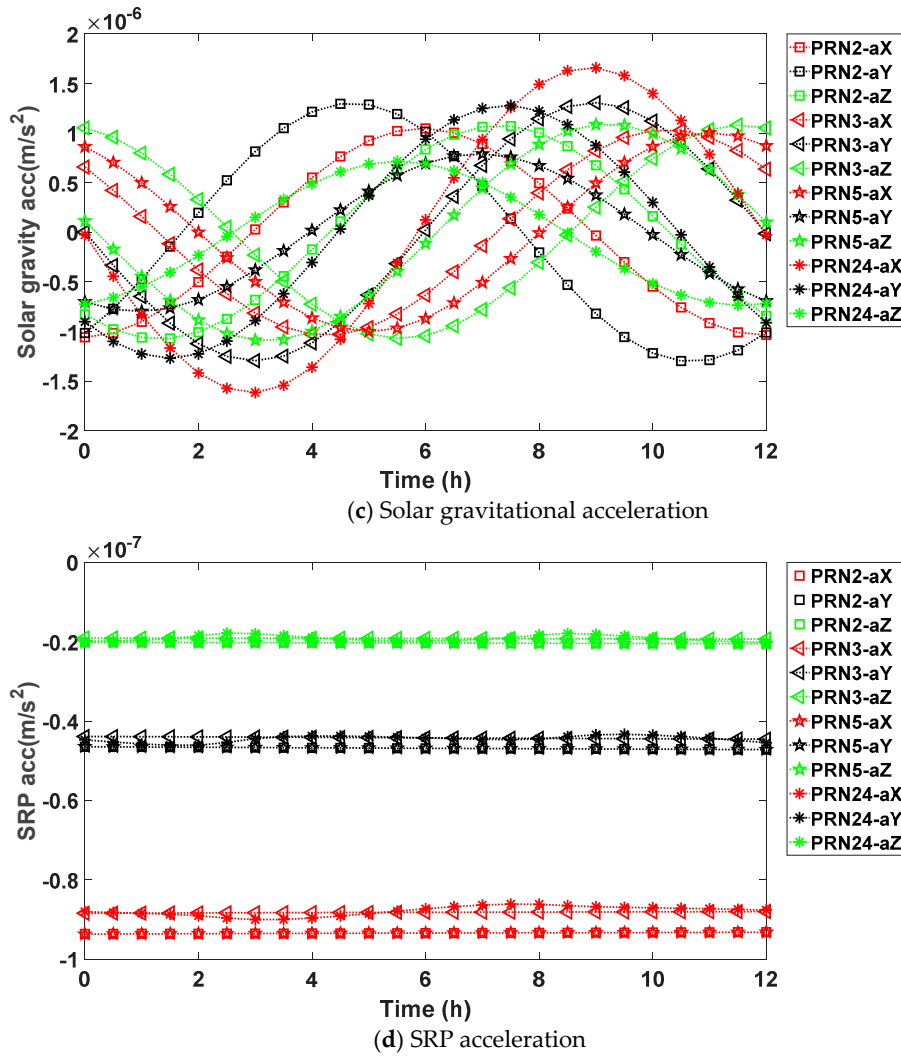 ×10⁻⁶
2
1.5
1
0.5
0
-0.5
-1
-1.5
-2
Solar gravity acc(m/s²)
0 2 4 6 8 10 12
Time (h)
PRN2-aX
PRN2-aY
PRN2-aZ
PRN3-aX
PRN3-aY
PRN3-aZ
PRN5-aX
PRN5-aY
PRN5-aZ
PRN24-aX
PRN24-aY
PRN24-aZ
(c) Solar gravitational acceleration
×10⁻⁷
0
-0.2
-0.4
-0.6
-0.8
-1
SRP acc(m/s²)
0 2 4 6 8 10 12
Time (h)
PRN2-aX
PRN2-aY
PRN2-aZ
PRN3-aX
PRN3-aY
PRN3-aZ
PRN5-aX
PRN5-aY
PRN5-aZ
PRN24-aX
PRN24-aY
PRN24-aZ
(d) SRP acceleration